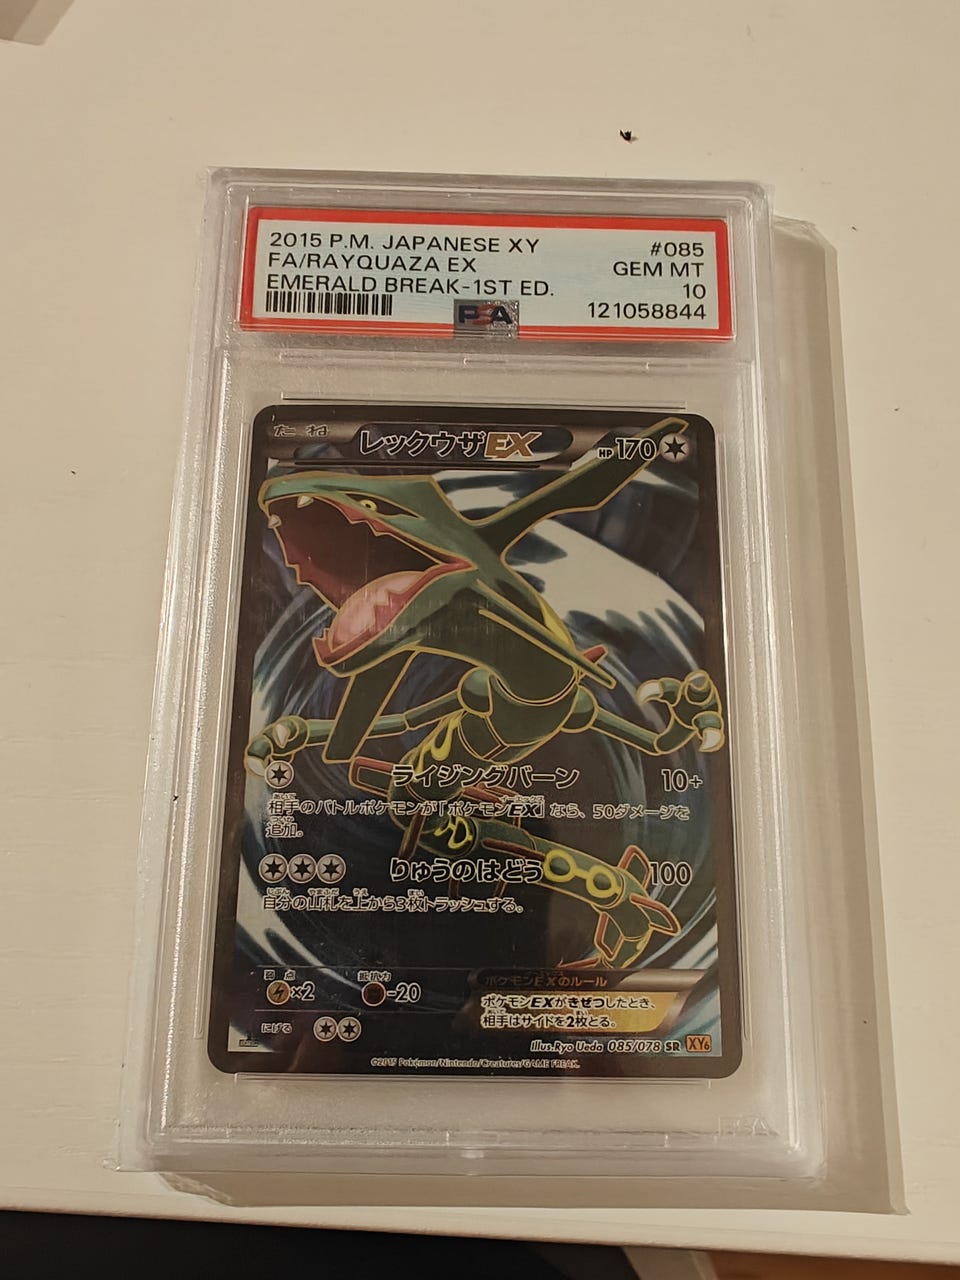 2015 P.M. JAPANESE XY #085
FA/RAYQUAZA EX GEM MT
EMERALD BREAK-1ST ED. 10
PSA 121058844
たね レックウザEX HP170
ライジングバーン 10+
相手のバトルポケモンが「ポケモンEX」なら、50ダメージを
追加。
りゅうのはどう 100
自分の山札を上から3枚トラッシュする。
弱点 抵抗力 ポケモンEXのルール
×2 -20 ポケモンEXがきぜつしたとき、
相手はサイドを2枚とる。
にげる
Illus.Ryo Ueda 085/078 SR XY6
©2015 Pokémon/Nintendo/Creatures/GAME FREAK.